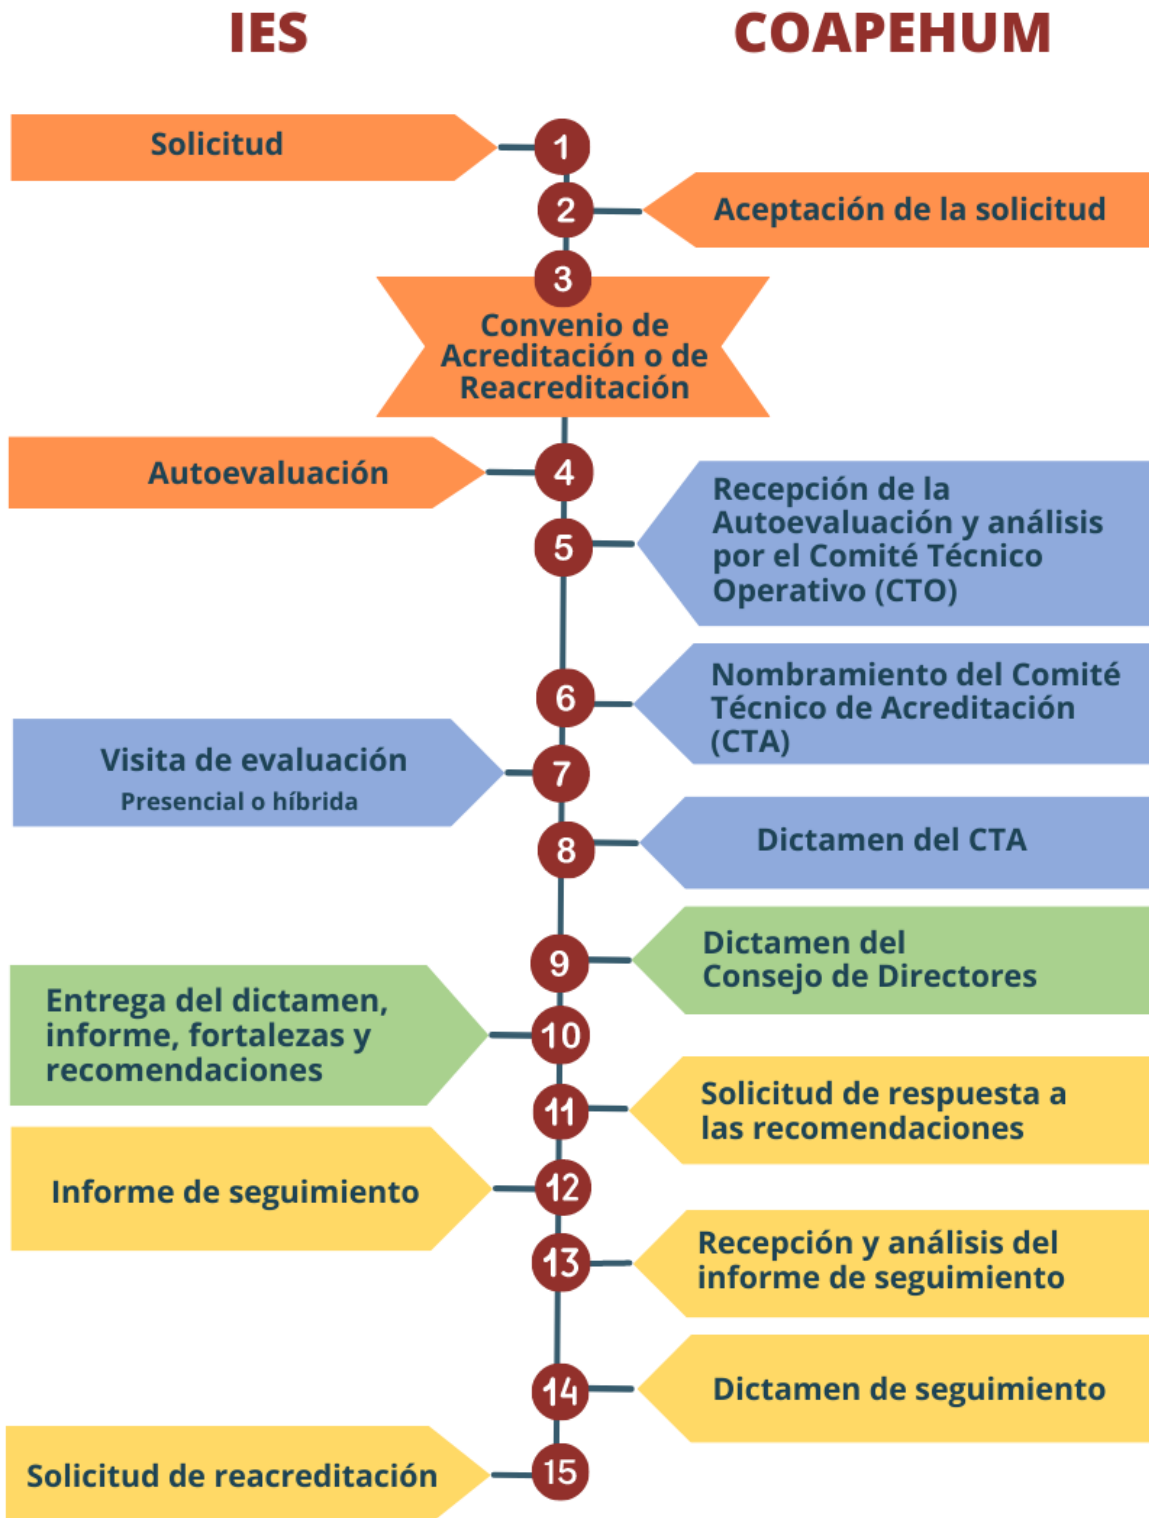 IES
COAPEHUM
Solicitud
1
2
Aceptación de la solicitud
3
Convenio de
Acreditación o de
Reacreditación
Autoevaluación
4
5
Recepción de la
Autoevaluación y análisis
por el Comité Técnico
Operativo (CTO)
6
Nombramiento del Comité
Técnico de Acreditación
(CTA)
Visita de evaluación
Presencial o híbrida
7
8
Dictamen del CTA
9
Dictamen del
Consejo de Directores
Entrega del dictamen,
informe, fortalezas y
recomendaciones
10
11
Solicitud de respuesta a
las recomendaciones
Informe de seguimiento
12
13
Recepción y análisis del
informe de seguimiento
14
Dictamen de seguimiento
Solicitud de reacreditación
15